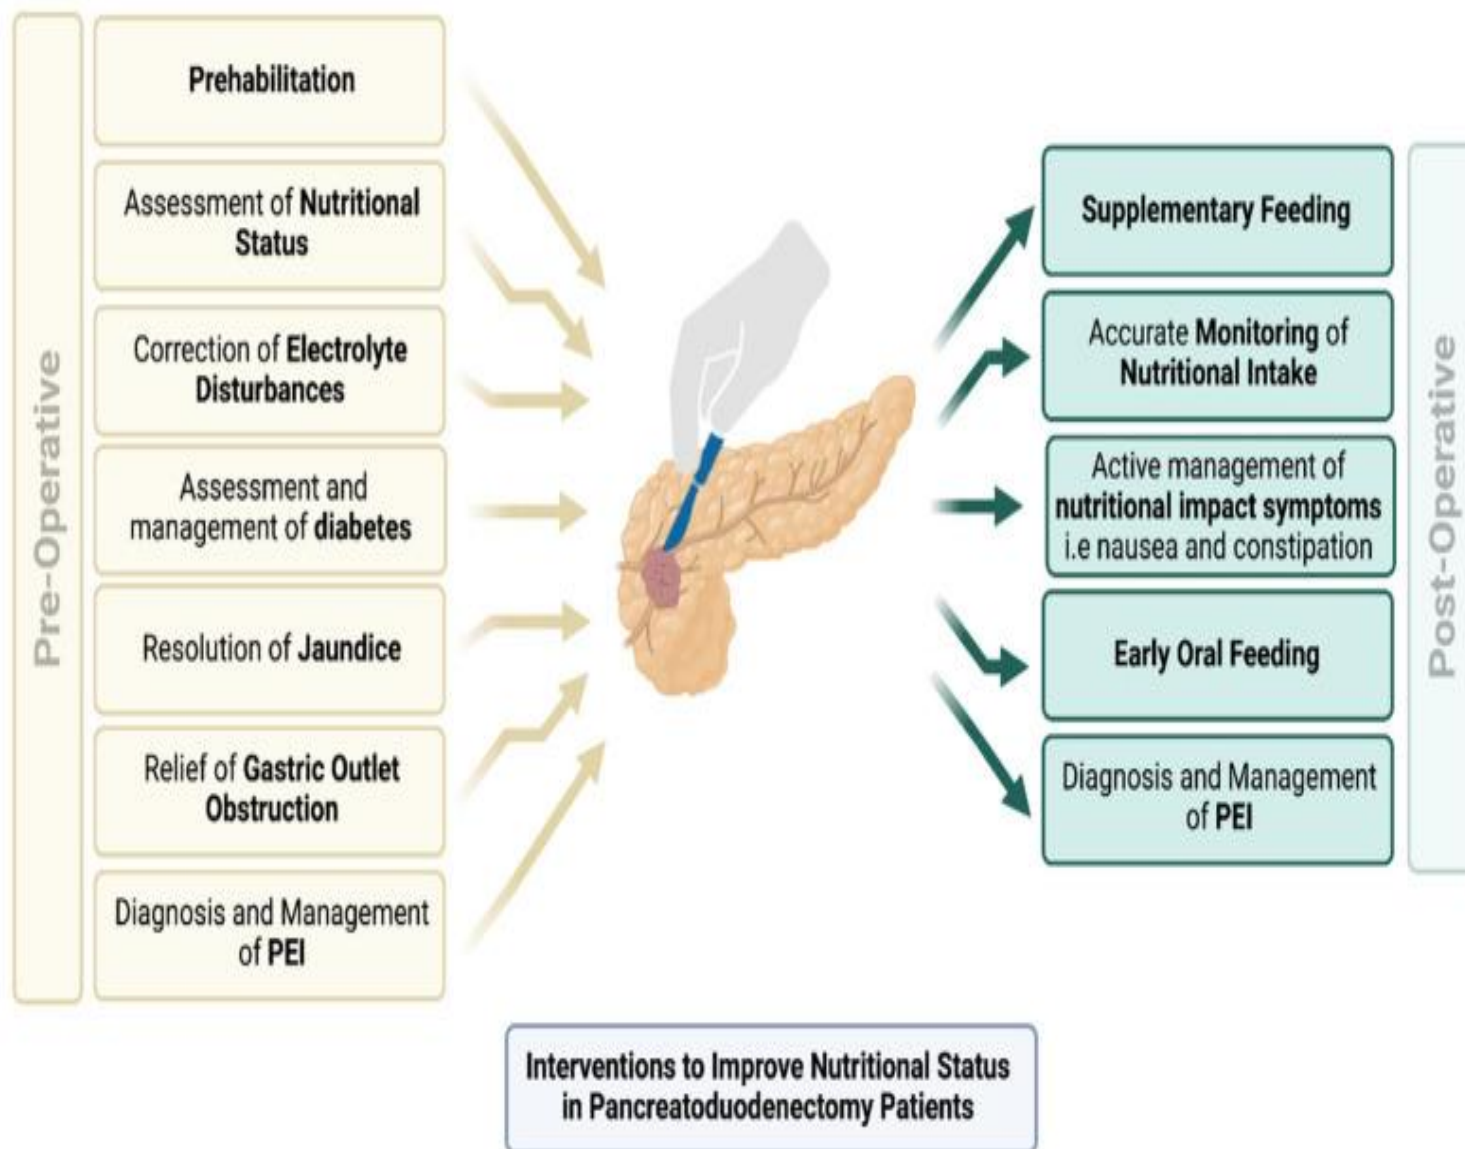 Pre-Operative
Prehabilitation
Assessment of Nutritional
Status
Correction of Electrolyte
Disturbances
Assessment and
management of diabetes
Resolution of Jaundice
Relief of Gastric Outlet
Obstruction
Diagnosis and Management
of PEI
Supplementary Feeding
Accurate Monitoring of
Nutritional Intake
Active management of
nutritional impact symptoms
i.e nausea and constipation
Early Oral Feeding
Diagnosis and Management
of PEI
Post-Operative
Interventions to Improve Nutritional Status
in Pancreatoduodenectomy Patients